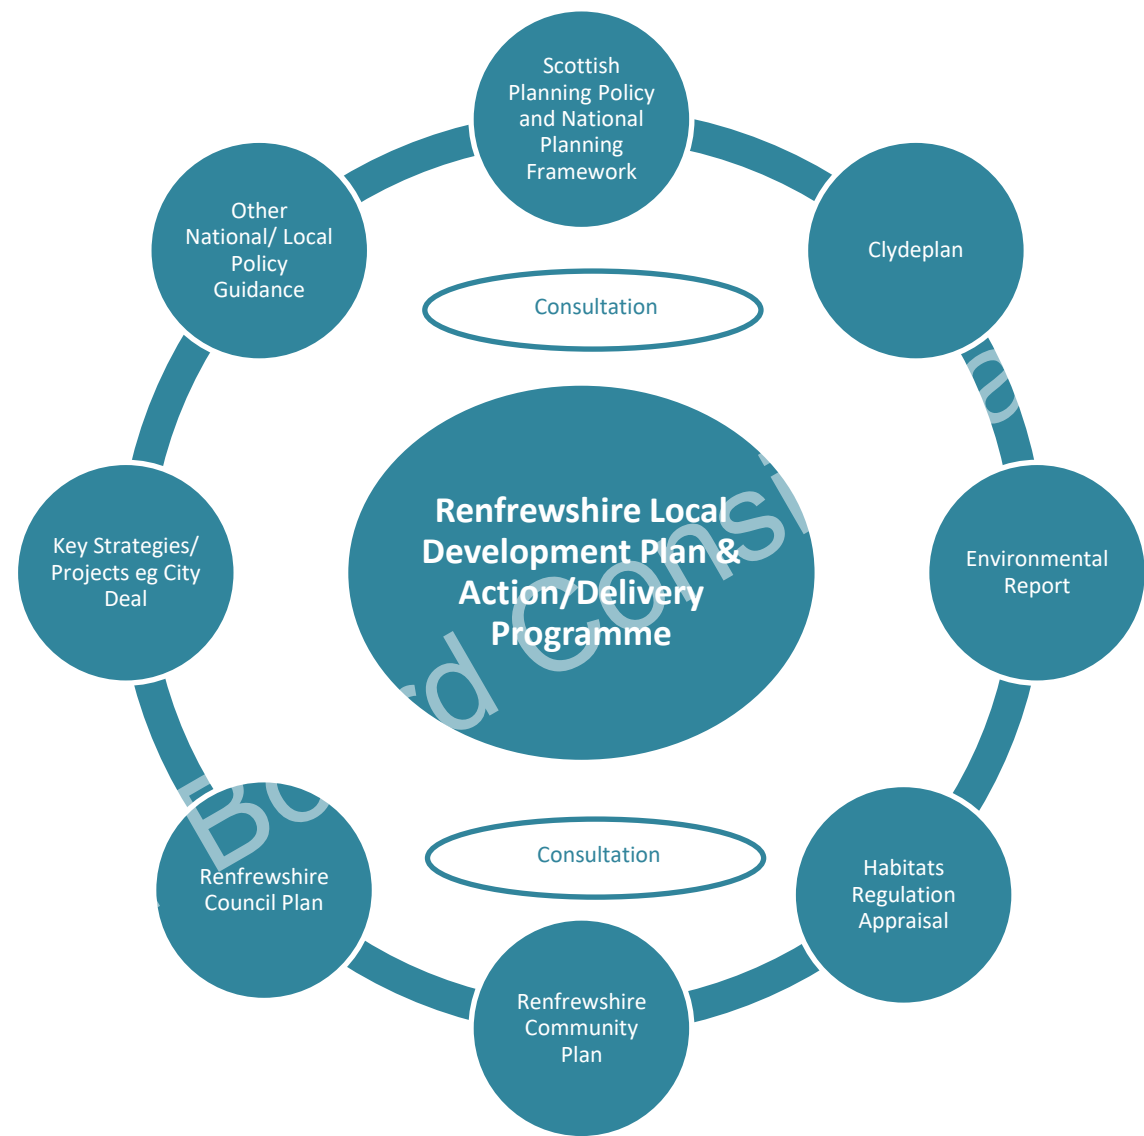 Scottish
Planning Policy
and National
Planning
Framework
Other
National/ Local
Policy
Guidance
Clydeplan
Consultation
Key Strategies/
Projects eg City
Deal
Renfrewshire Local
Development Plan &
Action/Delivery
Programme
Environmental
Report
Renfrewshire
Council Plan
Consultation
Habitats
Regulation
Appraisal
Renfrewshire
Community
Plan